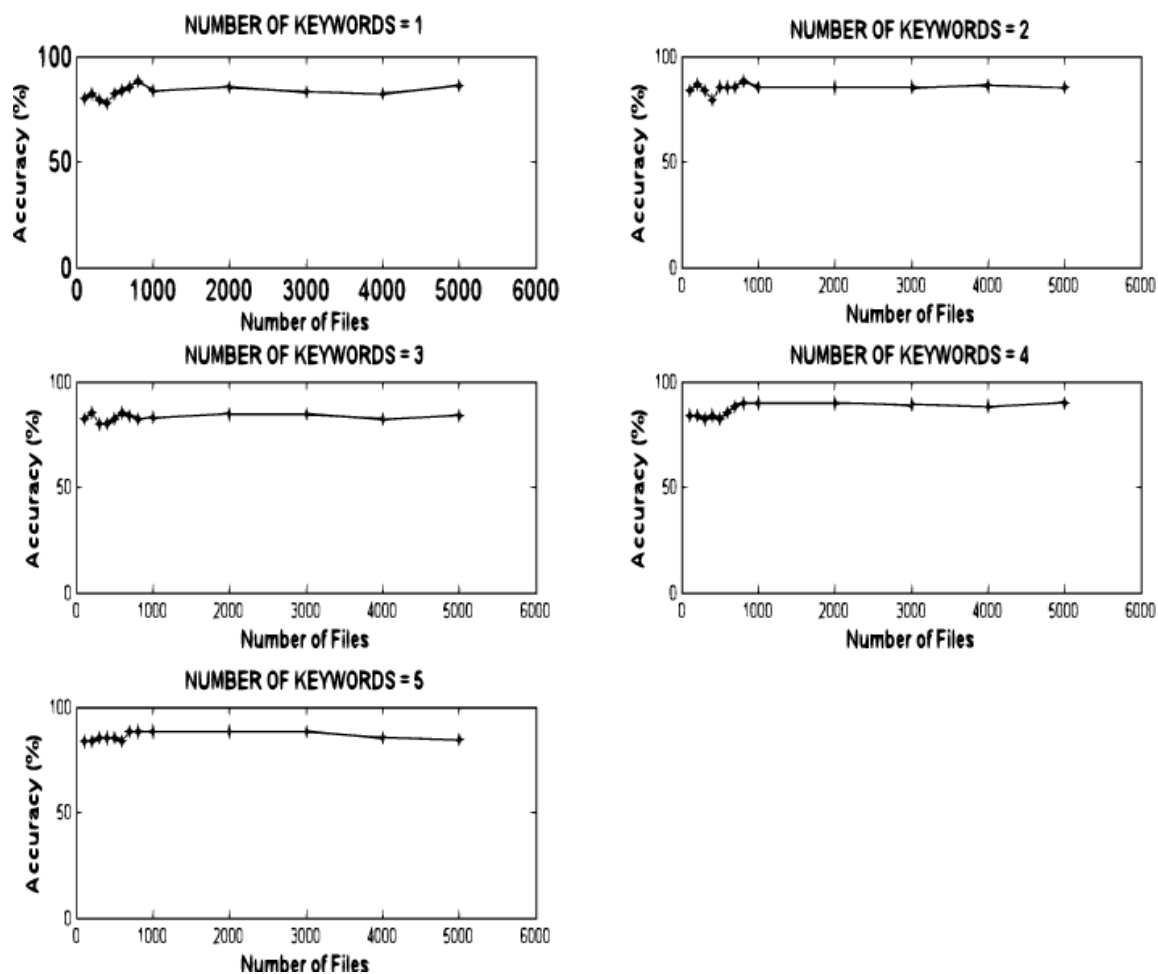 NUMBER OF KEYWORDS = 1
100
50
0
Accuracy (%)
0 1000 2000 3000 4000 5000 6000
Number of Files
NUMBER OF KEYWORDS = 2
100
50
0
Accuracy (%)
0 1000 2000 3000 4000 5000 6000
Number of Files
NUMBER OF KEYWORDS = 3
100
50
0
Accuracy (%)
0 1000 2000 3000 4000 5000 6000
Number of Files
NUMBER OF KEYWORDS = 4
100
50
0
Accuracy (%)
0 1000 2000 3000 4000 5000 6000
Number of Files
NUMBER OF KEYWORDS = 5
100
50
0
Accuracy (%)
0 1000 2000 3000 4000 5000 6000
Number of Files